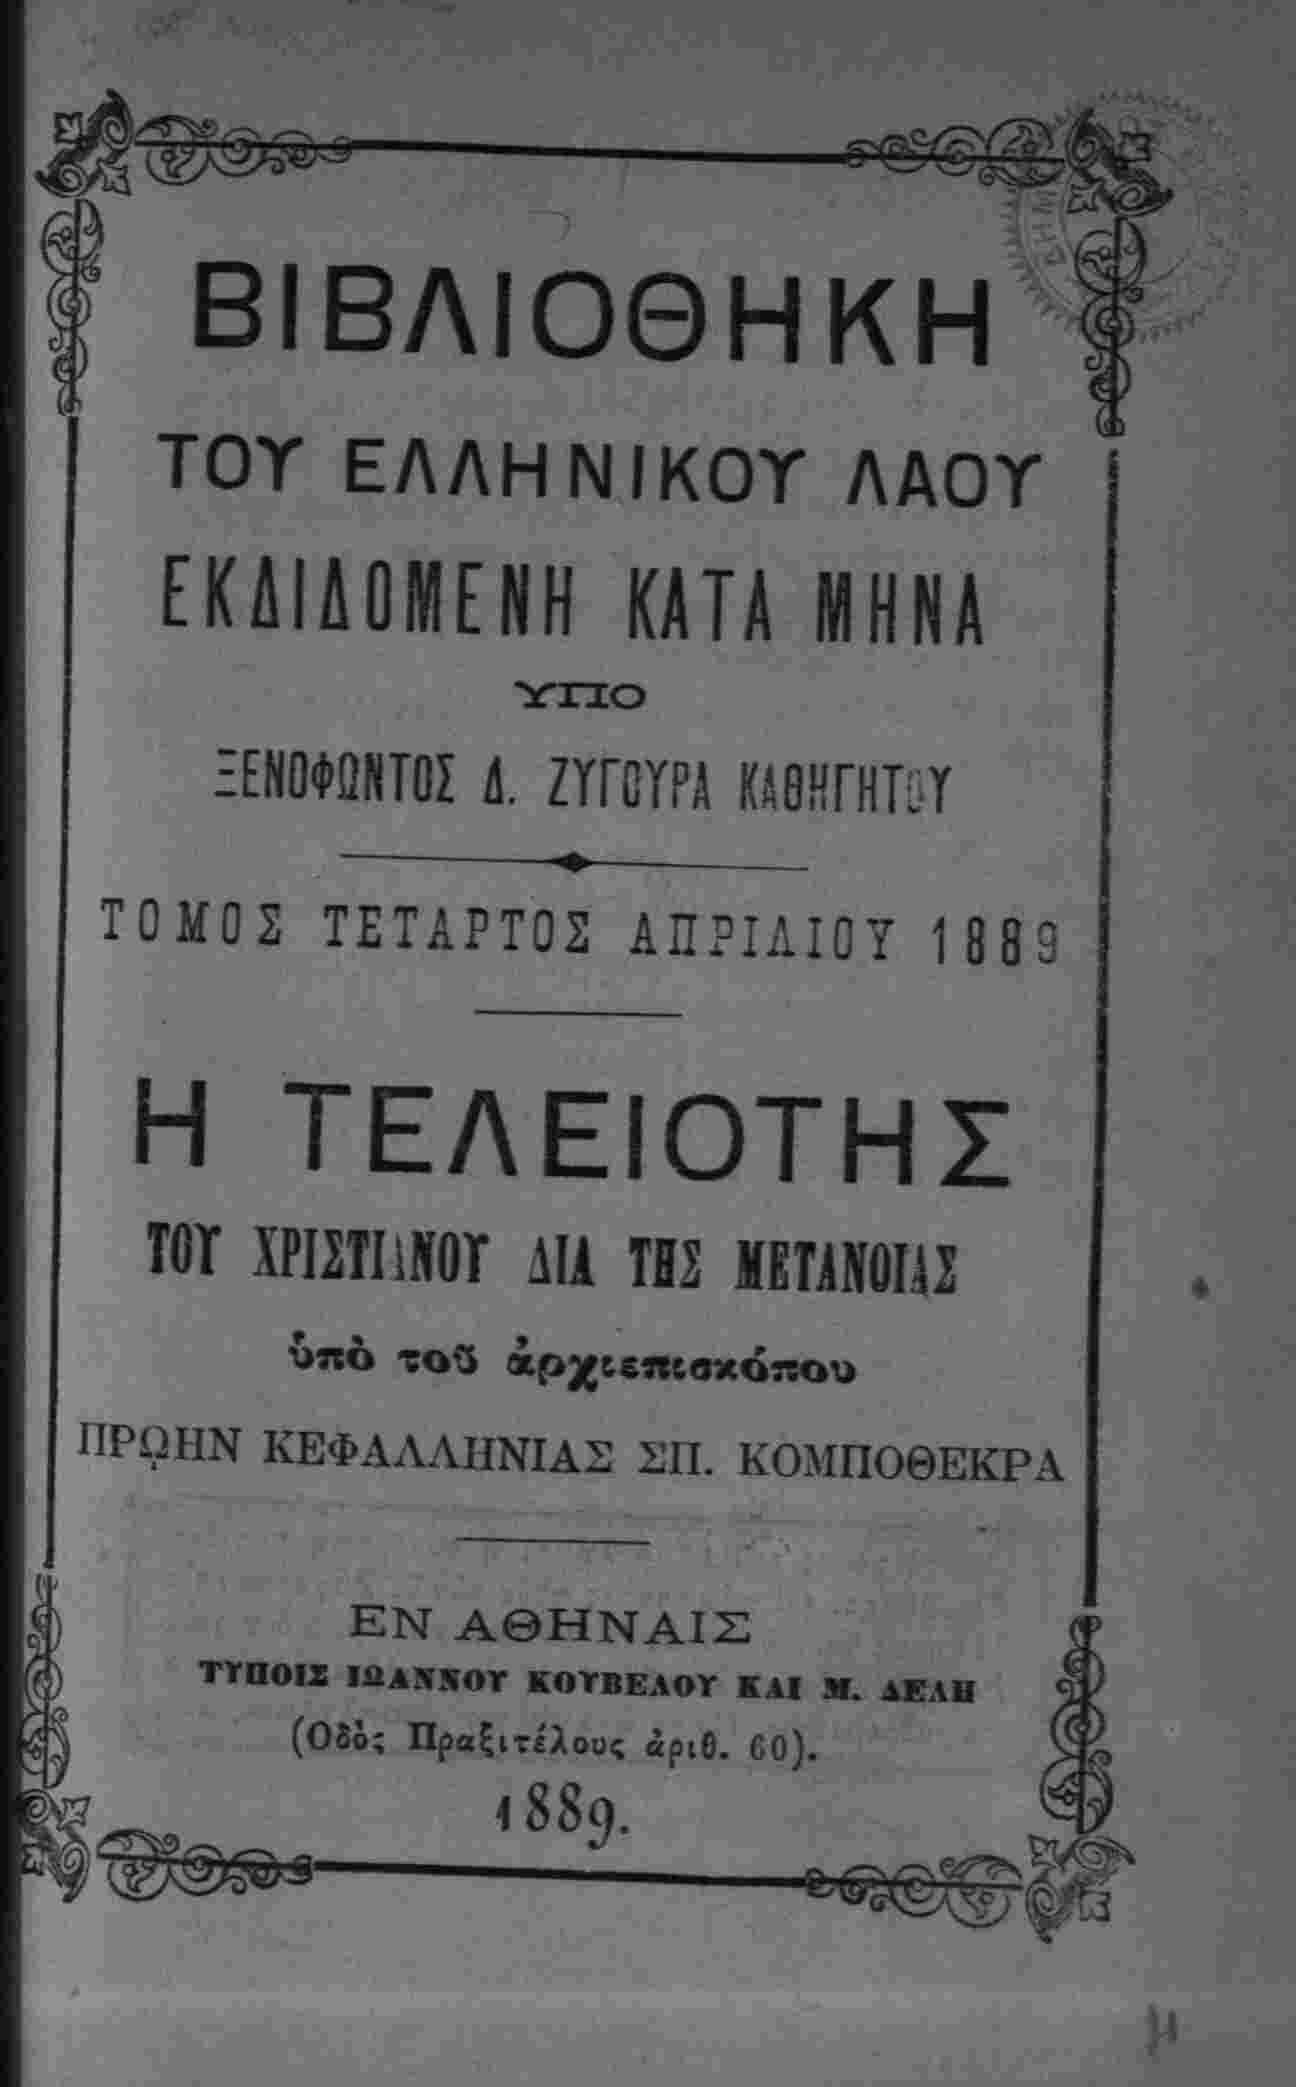 ΒΙΒΛΙΟΘΗΚΗ
ΤΟΥ ΕΛΛΗΝΙΚΟΥ ΛΑΟΥ
ΕΚΔΙΔΟΜΕΝΗ ΚΑΤΑ ΜΗΝΑ
ΥΠΟ
ΞΕΝΟΦΩΝΤΟΣ Δ. ΖΥΓΟΥΡΑ ΚΑΘΗΓΗΤΟΥ
ΤΟΜΟΣ ΤΕΤΑΡΤΟΣ ΑΠΡΙΛΙΟΥ 1889
Η ΤΕΛΕΙΟΤΗΣ
ΤΟΥ ΧΡΙΣΤΙΑΝΟΥ ΔΙΑ ΤΗΣ ΜΕΤΑΝΟΙΑΣ
ὑπὸ τοῦ ἀρχιεπισκόπου
ΠΡΩΗΝ ΚΕΦΑΛΛΗΝΙΑΣ ΣΠ. ΚΟΜΠΟΘΕΚΡΑ
ΕΝ ΑΘΗΝΑΙΣ
ΤΥΠΟΙΣ ΙΩΑΝΝΟΥ ΚΟΥΒΕΛΟΥ ΚΑΙ Μ. ΔΕΛΗ
(Ὁδὸς Πραξιτέλους ἀριθ. 60).
1889.